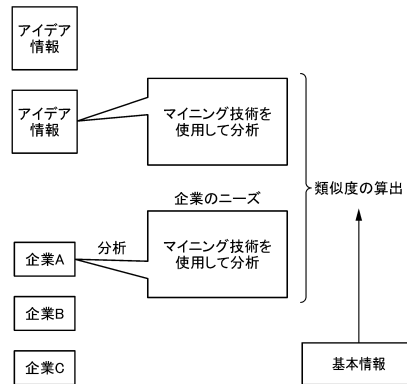 アイデア
情報
アイデア
情報
マイニング技術を
使用して分析
類似度の算出
企業のニーズ
企業A
分析
マイニング技術を
使用して分析
企業B
企業C
基本情報